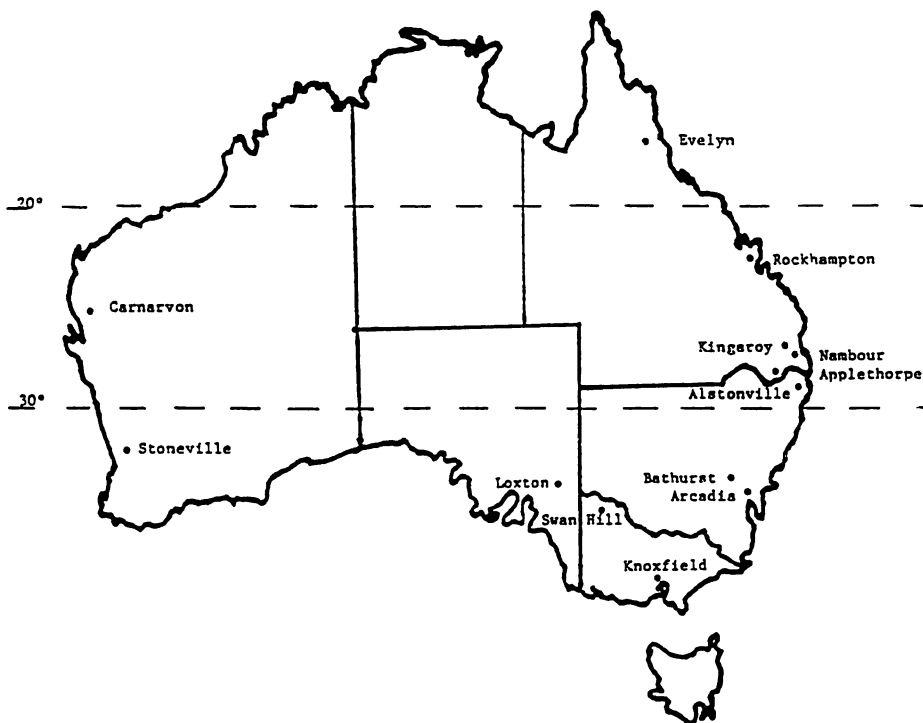 Evelyn
20°
Rockhampton
Carnarvon
Kingaroy
Nambour
Applethorpe
Alstonville
30°
Stoneville
Bathurst
Loxton
Arcadia
Swan Hill
Knoxfield